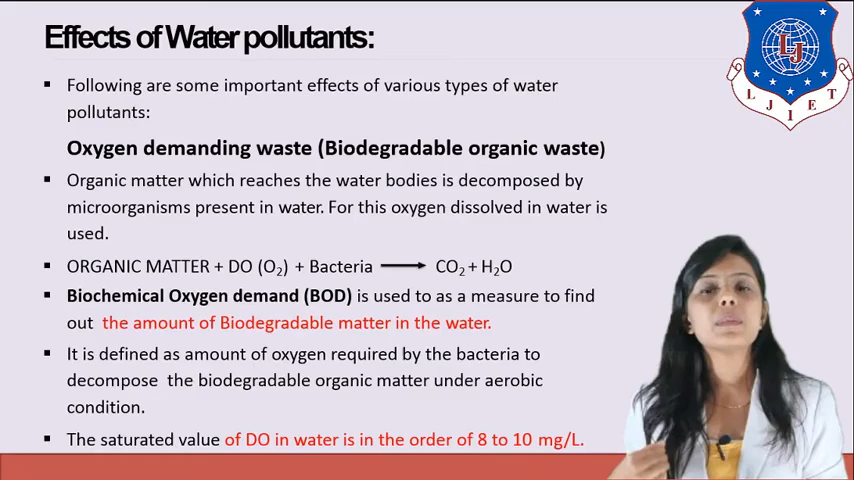 Effects of Water pollutants:
▪ Following are some important effects of various types of water
pollutants:
Oxygen demanding waste (Biodegradable organic waste)
▪ Organic matter which reaches the water bodies is decomposed by
microorganisms present in water. For this oxygen dissolved in water is
used.
▪ ORGANIC MATTER + DO (O₂) + Bacteria ⟶ CO₂ + H₂O
▪ Biochemical Oxygen demand (BOD) is used to as a measure to find
out the amount of Biodegradable matter in the water.
▪ It is defined as amount of oxygen required by the bacteria to
decompose the biodegradable organic matter under aerobic
condition.
▪ The saturated value of DO in water is in the order of 8 to 10 mg/L.
LJ
L J I E T